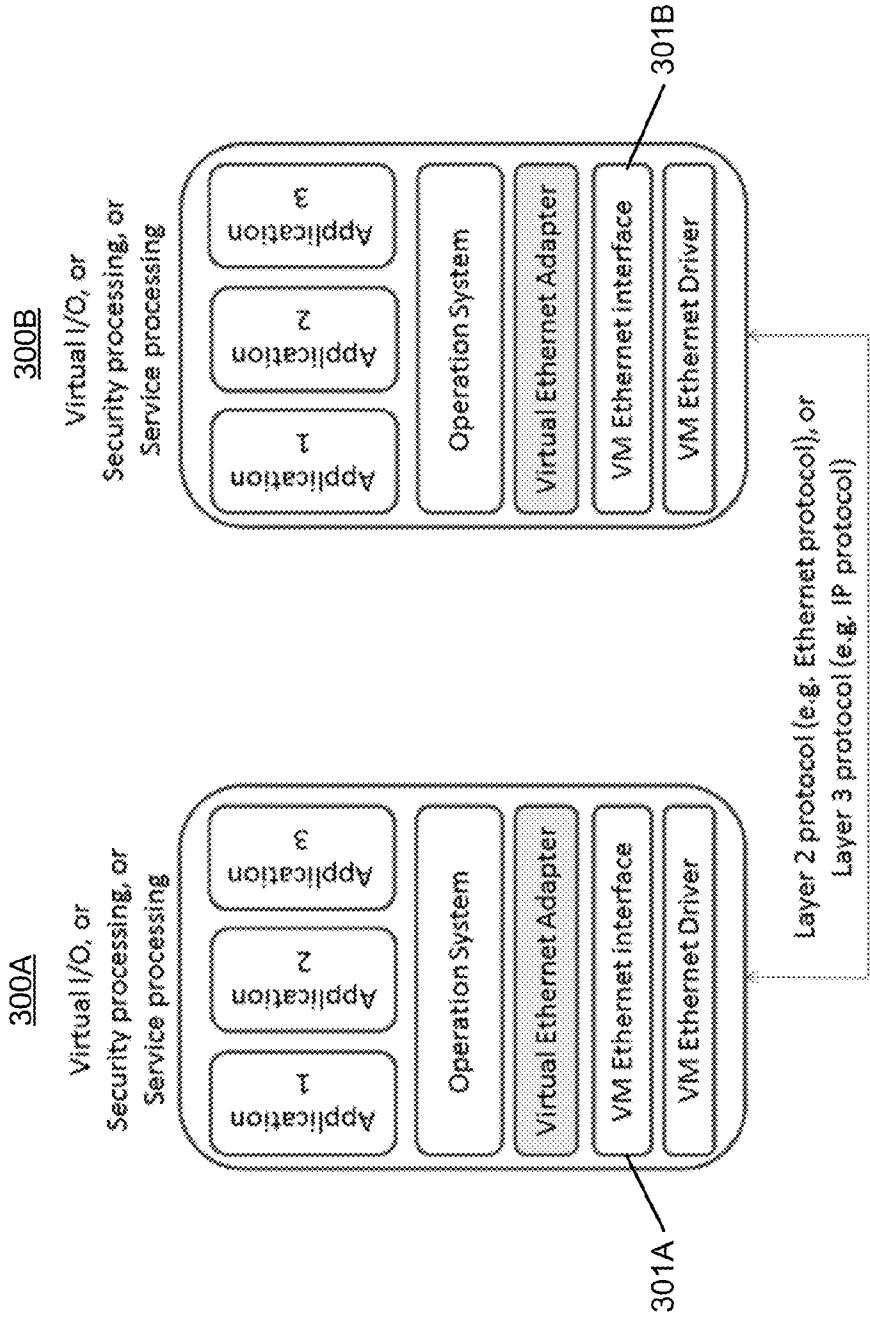 300A
Virtual I/O, or
Security processing, or
Service processing
Application
1
Application
2
Application
3
Operation System
Virtual Ethernet Adapter
VM Ethernet interface
VM Ethernet Driver
301A
300B
Virtual I/O, or
Security processing, or
Service processing
Application
1
Application
2
Application
3
Operation System
Virtual Ethernet Adapter
VM Ethernet interface
VM Ethernet Driver
301B
Layer 2 protocol (e.g. Ethernet protocol), or
Layer 3 protocol (e.g. IP protocol)